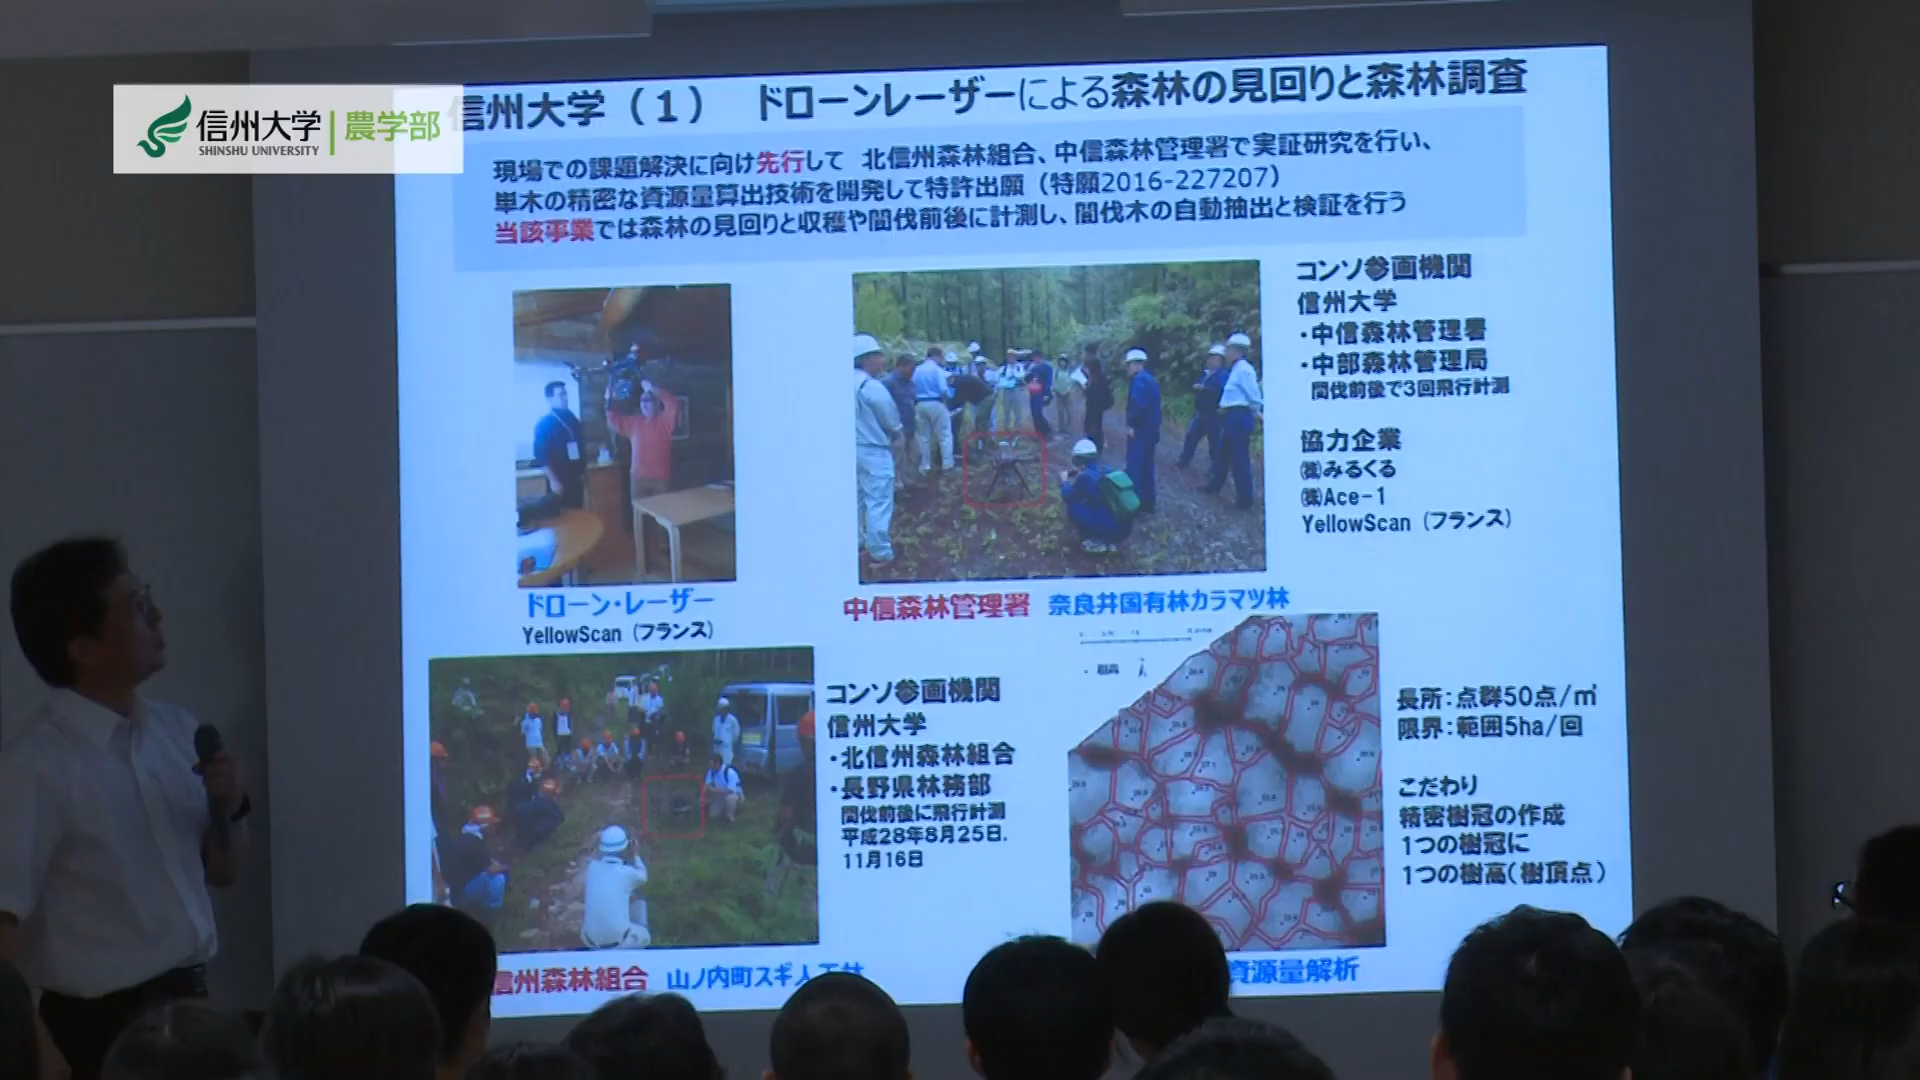 信州大学
農学部
SHINSHU UNIVERSITY
信州大学（１） ドローンレーザーによる森林の見回りと森林調査
現場での課題解決に向け先行して 北信州森林組合、中信森林管理署で実証研究を行い、
単木の精密な資源量算出技術を開発して特許出願（特願2016-227207）
当該事業では森林の見回りと収穫や間伐前後に計測し、間伐木の自動抽出と検証を行う
コンソ参画機関
信州大学
・中信森林管理署
・中部森林管理局
間伐前後で3回飛行計測
協力企業
㈱みるくる
㈱Ace-1
YellowScan（フランス）
ドローン・レーザー
YellowScan（フランス）
中信森林管理署 奈良井国有林カラマツ林
コンソ参画機関
信州大学
・北信州森林組合
・長野県林務部
間伐前後に飛行計測
平成28年8月25日.
11月16日
長所：点群50点/㎡
限界：範囲5ha/回
こだわり
精密樹冠の作成
1つの樹冠に
1つの樹高（樹頂点）
信州森林組合 山ノ内町スギ人工林
資源量解析